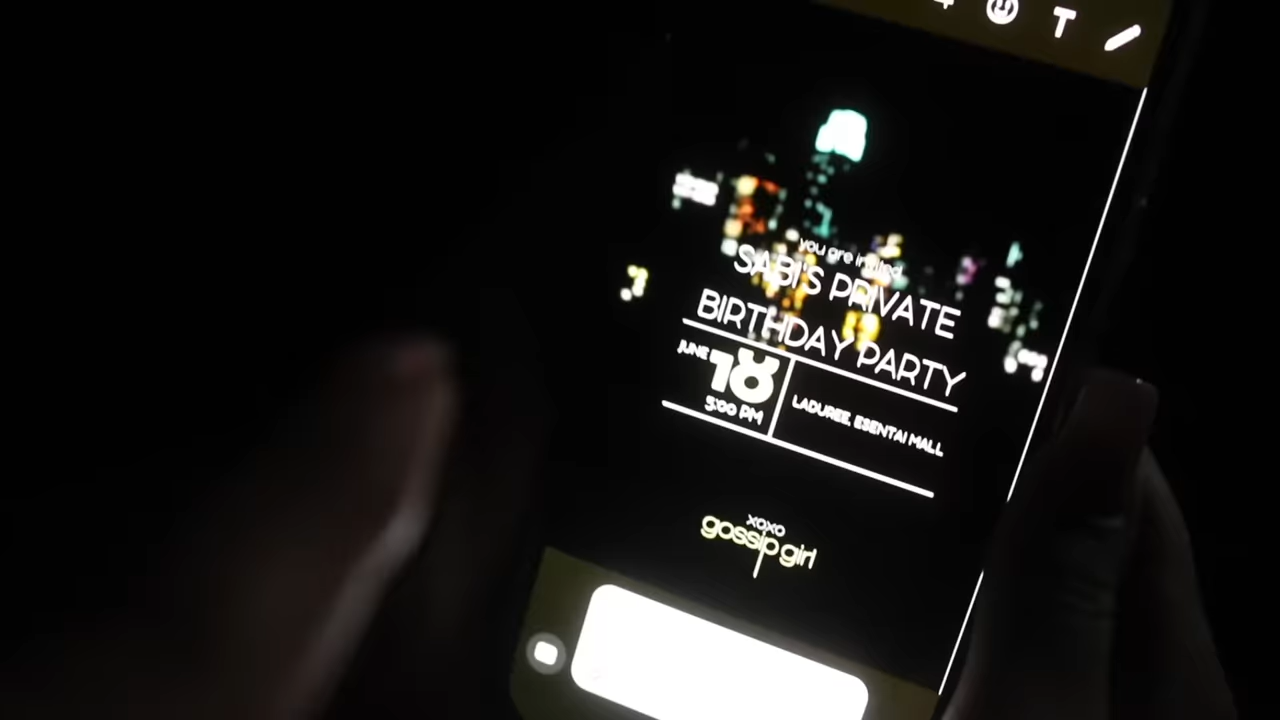 T
you are invited
SABI'S PRIVATE
BIRTHDAY PARTY
JUNE
18
5:00 PM
LADUREE, ESENTAI MALL
xoxo
gossip girl